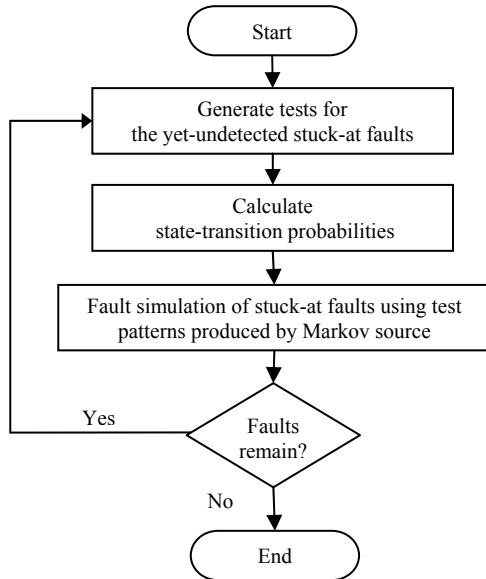 Start
Generate tests for
the yet-undetected stuck-at faults
Calculate
state-transition probabilities
Fault simulation of stuck-at faults using test
patterns produced by Markov source
Yes
Faults
remain?
No
End